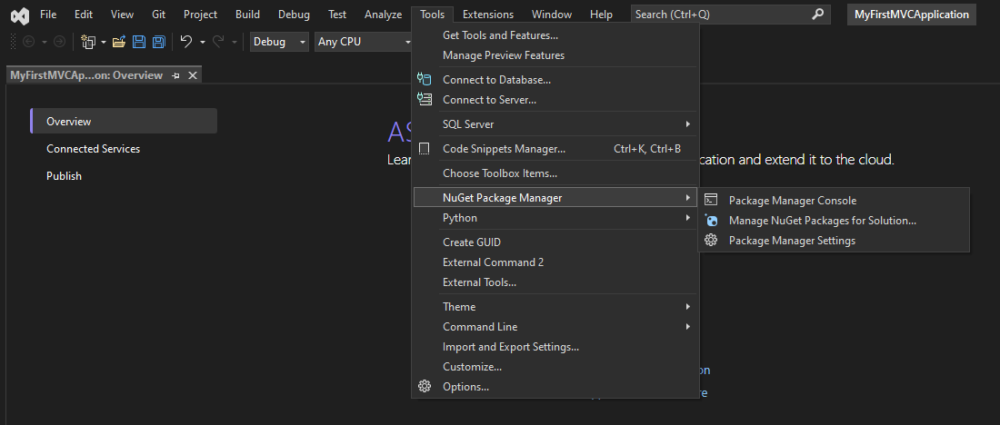 File Edit View Git Project Build Debug Test Analyze Tools Extensions Window Help Search (Ctrl+Q) MyFirstMVCApplication
Debug Any CPU
MyFirstMVCAp...on: Overview
Overview
Connected Services
Publish
AS
Lear
cation and extend it to the cloud.
on
re
Get Tools and Features...
Manage Preview Features
Connect to Database...
Connect to Server...
SQL Server
Code Snippets Manager... Ctrl+K, Ctrl+B
Choose Toolbox Items...
NuGet Package Manager
Python
Create GUID
External Command 2
External Tools...
Theme
Command Line
Import and Export Settings...
Customize...
Options...
Package Manager Console
Manage NuGet Packages for Solution...
Package Manager Settings